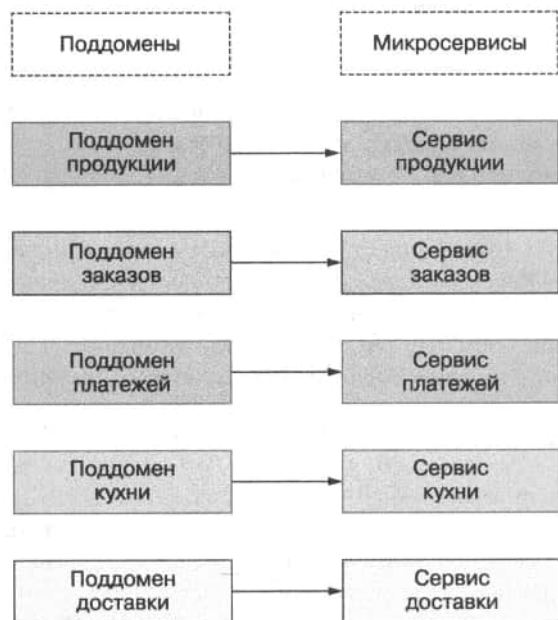 Поддомены
Микросервисы
Поддомен
продукции
Сервис
продукции
Поддомен
заказов
Сервис
заказов
Поддомен
платежей
Сервис
платежей
Поддомен
кухни
Сервис
кухни
Поддомен
доставки
Сервис
доставки